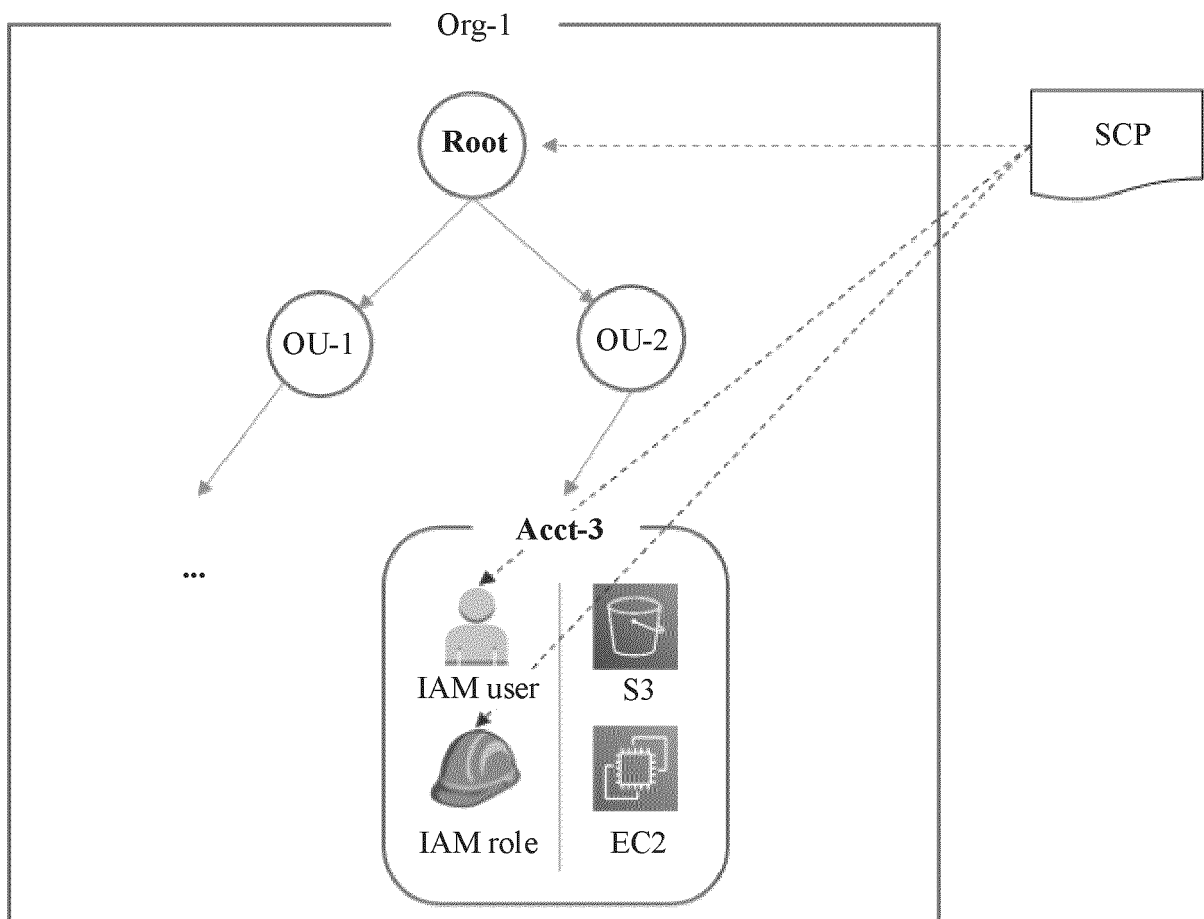 Org-1
Root
SCP
OU-1
OU-2
Acct-3
...
IAM user
S3
IAM role
EC2